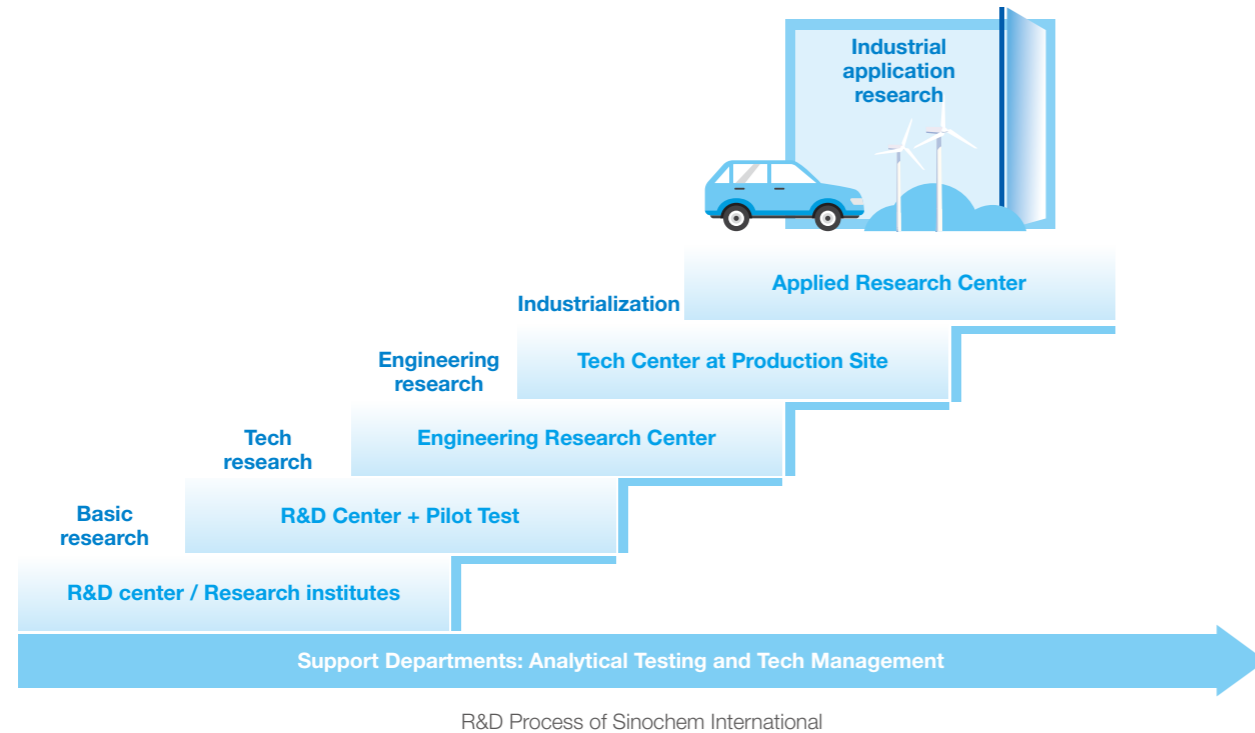 Industrial
application
research
Applied Research Center
Industrialization
Tech Center at Production Site
Engineering
research
Engineering Research Center
Tech
research
R&D Center + Pilot Test
Basic
research
R&D center / Research institutes
Support Departments: Analytical Testing and Tech Management
R&D Process of Sinochem International